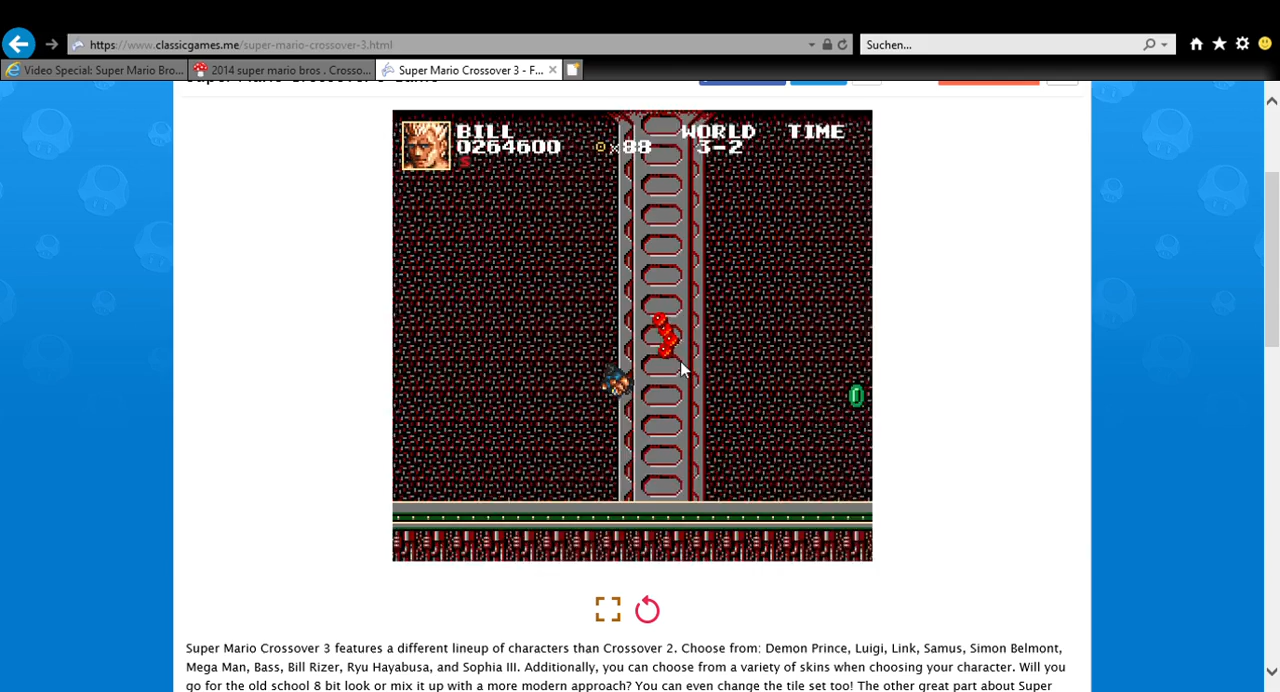 https://www.classicgames.me/super-mario-crossover-3.html
Suchen...
Video Special: Super Mario Bro...
2014 super mario bros . Crosso...
Super Mario Crossover 3 - F...
BILL
WORLD TIME
0264600 x88 3-2
S
Super Mario Crossover 3 features a different lineup of characters than Crossover 2. Choose from: Demon Prince, Luigi, Link, Samus, Simon Belmont,
Mega Man, Bass, Bill Rizer, Ryu Hayabusa, and Sophia III. Additionally, you can choose from a variety of skins when choosing your character. Will you
go for the old school 8 bit look or mix it up with a more modern approach? You can even change the tile set too! The other great part about Super